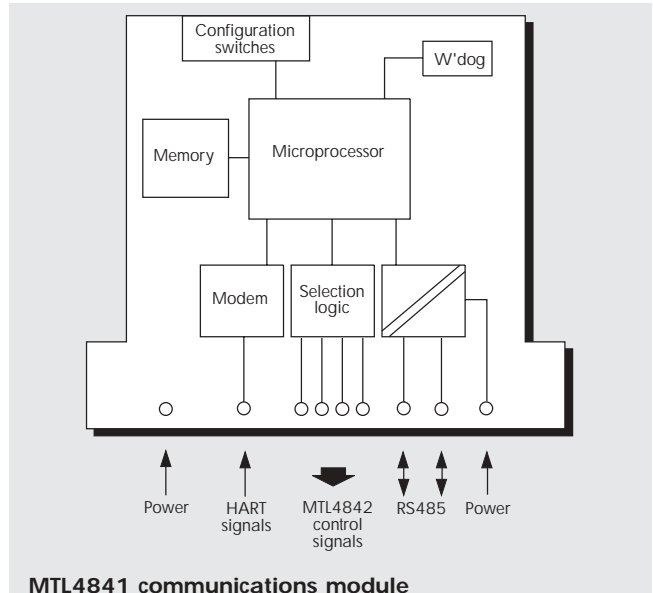 Configuration
switches
W'dog
Memory
Microprocessor
Modem
Selection
logic
Power
HART
signals
MTL4842
control
signals
RS485
Power
MTL4841 communications module